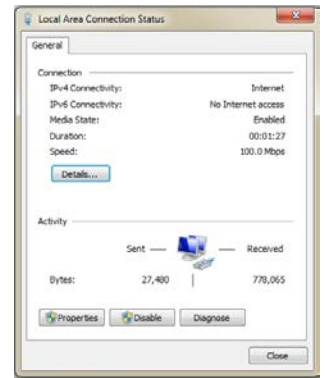 Local Area Connection Status
General
Connection
IPv4 Connectivity: Internet
IPv6 Connectivity: No Internet access
Media State: Enabled
Duration: 00:01:27
Speed: 100.0 Mbps
Details...
Activity
Sent Received
Bytes: 27,480 778,065
Properties Disable Diagnose
Close